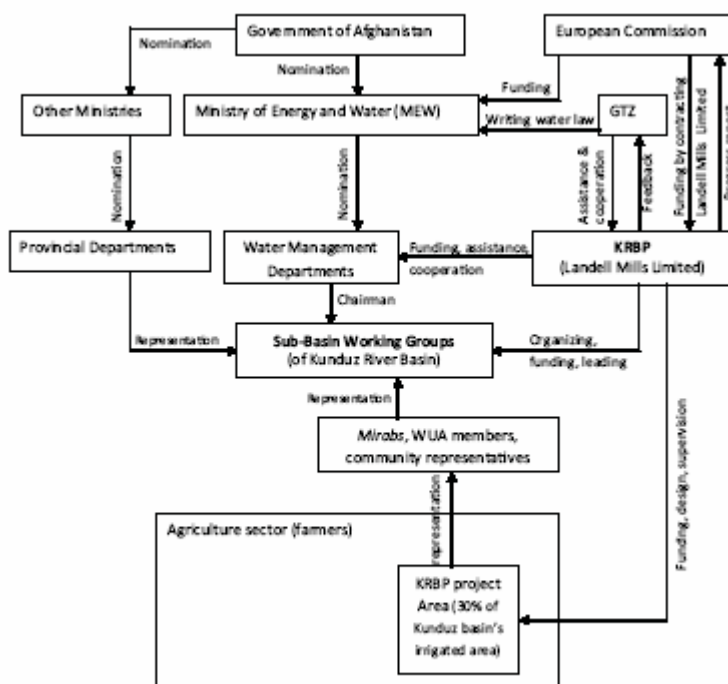 Government of Afghanistan
European Commission
Nomination
Nomination
Funding
Other Ministries
Ministry of Energy and Water (MEW)
GTZ
Writing water law
Funding by contracting
Landell Mills Limited
Assistance &
cooperation
Feedback
Nomination
Nomination
Provincial Departments
Water Management
Departments
Funding, assistance,
cooperation
KRBP
(Landell Mills Limited)
Chairman
Representation
Sub-Basin Working Groups
(of Kunduz River Basin)
Organizing,
funding, leading
Representation
Mirabs, WUA members,
community representatives
Funding, design, supervision
representation
Agriculture sector (farmers)
KRBP project
Area (30% of
Kunduz basin's
irrigated area)